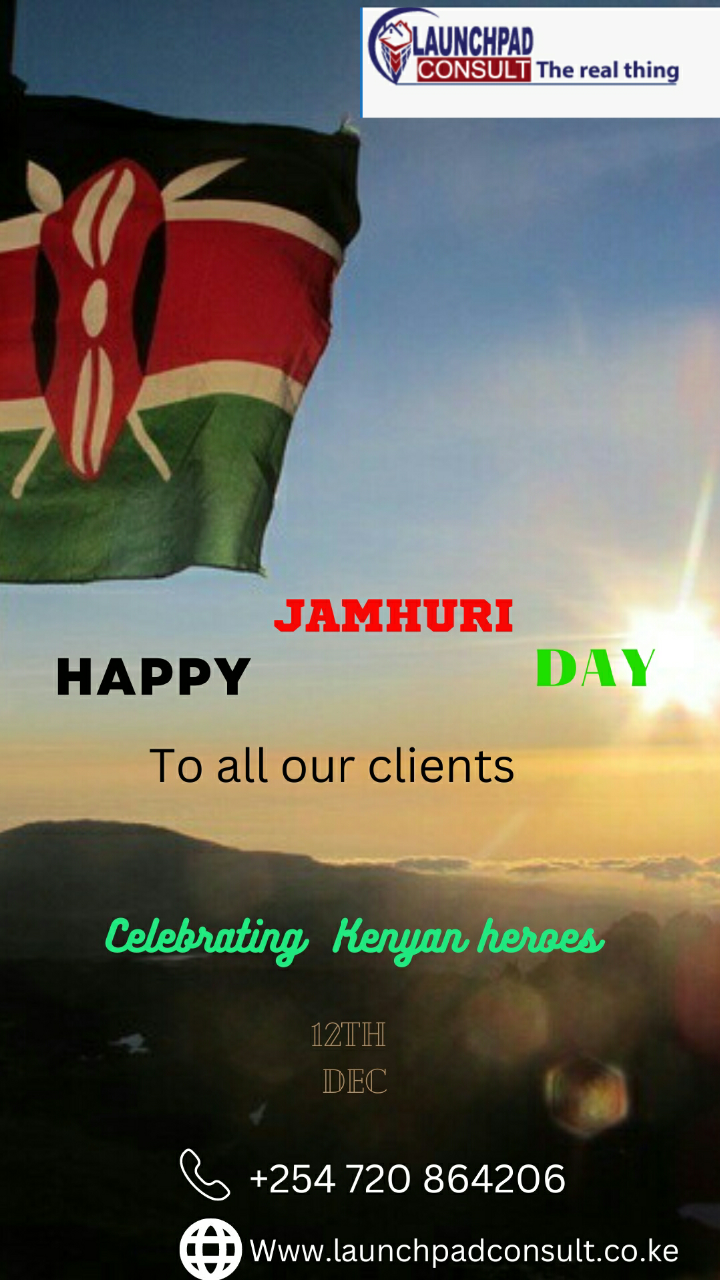 LAUNCHPAD
CONSULT The real thing
HAPPY JAMHURI DAY
To all our clients
Celebrating Kenyan heroes
12TH
DEC
+254 720 864206
Www.launchpadconsult.co.ke